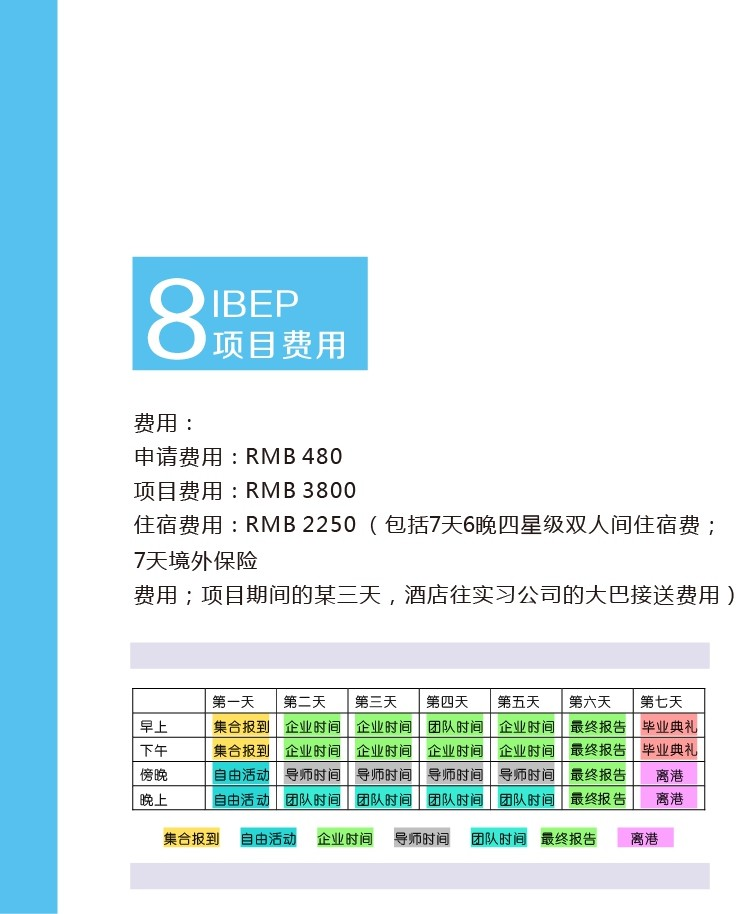 8 IBEP
项目费用
费用：
申请费用：RMB 480
项目费用：RMB 3800
住宿费用：RMB 2250（包括7天6晚四星级双人间住宿费；
7天境外保险
费用；项目期间的某三天，酒店往实习公司的大巴接送费用）
第一天 第二天 第三天 第四天 第五天 第六天 第七天
早上 集合报到 企业时间 企业时间 团队时间 企业时间 最终报告 毕业典礼
下午 集合报到 企业时间 企业时间 企业时间 企业时间 最终报告 毕业典礼
傍晚 自由活动 导师时间 导师时间 导师时间 导师时间 最终报告 离港
晚上 自由活动 团队时间 团队时间 团队时间 团队时间 最终报告 离港
集合报到 自由活动 企业时间 导师时间 团队时间 最终报告 离港